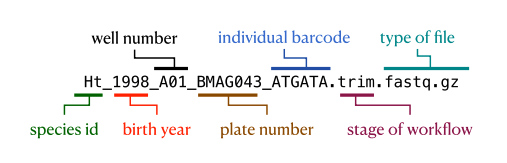 well number individual barcode type of file
Ht_1998_A01_BMAG043_ATGATA.trim.fastq.gz
species id birth year plate number stage of workflow